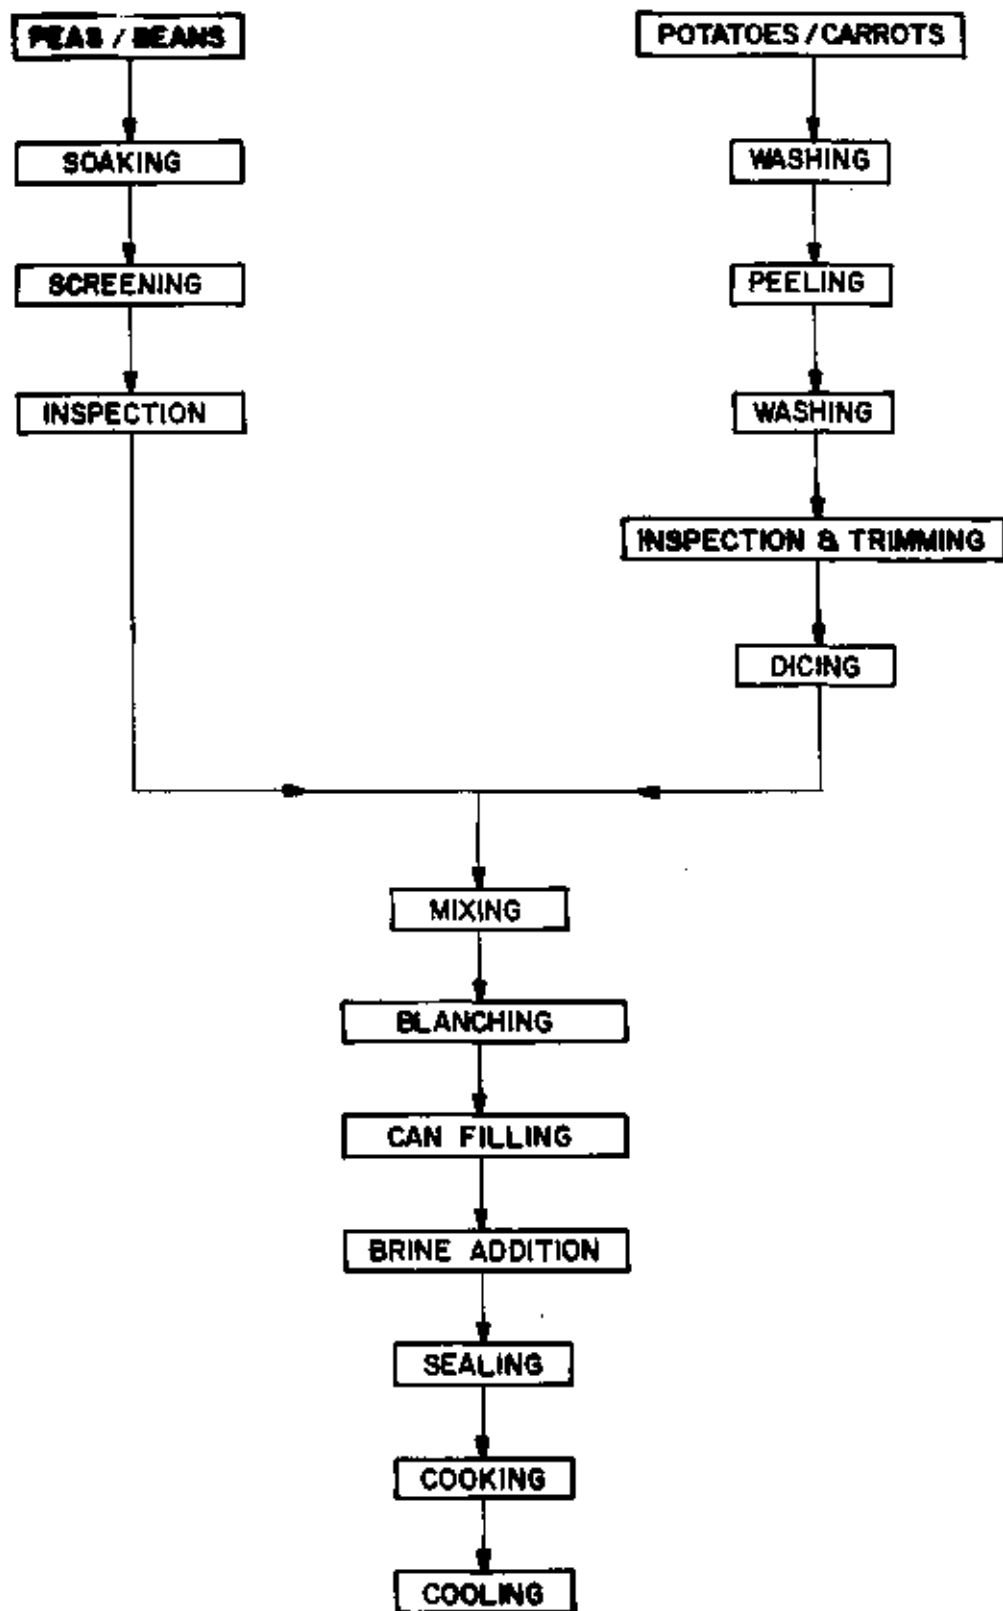 PEAS / BEANS
SOAKING
SCREENING
INSPECTION
POTATOES / CARROTS
WASHING
PEELING
WASHING
INSPECTION & TRIMMING
DICING
MIXING
BLANCHING
CAN FILLING
BRINE ADDITION
SEALING
COOKING
COOLING